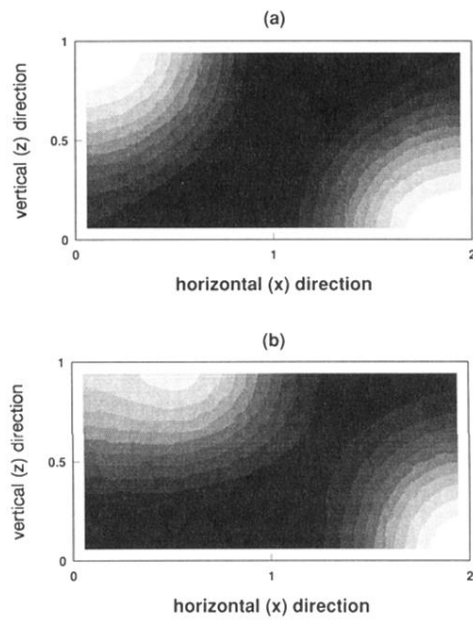 (a)
1
vertical (z) direction
0.5
0
0
1
2
horizontal (x) direction
(b)
1
vertical (z) direction
0.5
0
0
1
2
horizontal (x) direction